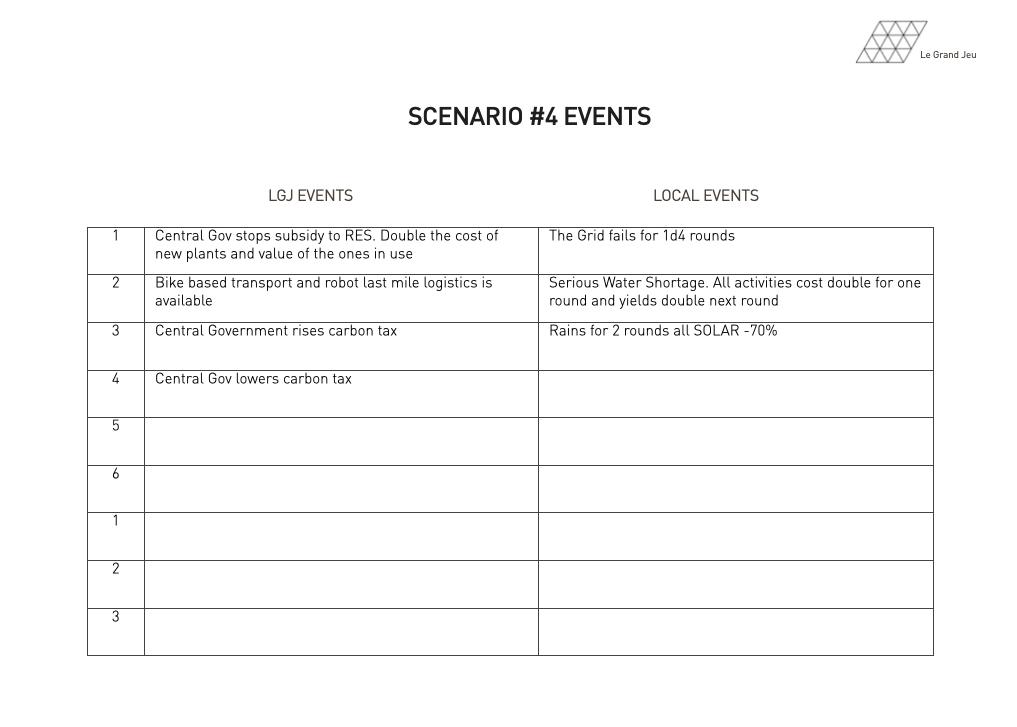 Le Grand Jeu
SCENARIO #4 EVENTS
LGJ EVENTS
LOCAL EVENTS
1
Central Gov stops subsidy to RES. Double the cost of
new plants and value of the ones in use
The Grid fails for 1d4 rounds
2
Bike based transport and robot last mile logistics is
available
Serious Water Shortage. All activities cost double for one
round and yields double next round
3
Central Government rises carbon tax
Rains for 2 rounds all SOLAR -70%
4
Central Gov lowers carbon tax
5
6
1
2
3